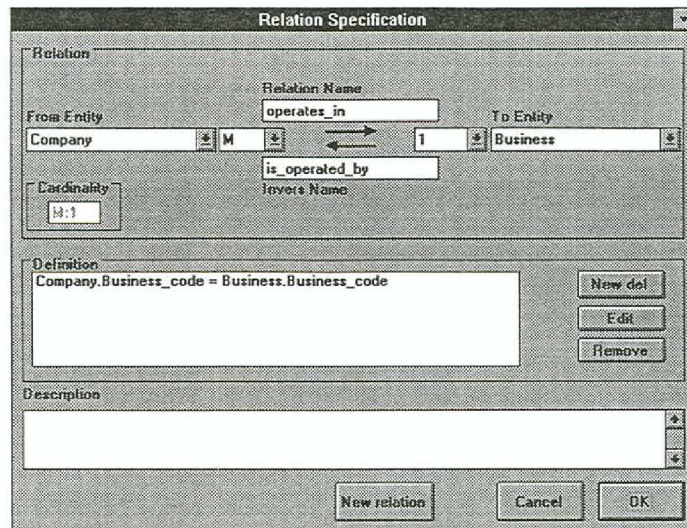 Relation Specification
Relation
Relation Name
From Entity operates_in To Entity
Company M 1 Business
is_operated_by
Cardinality Invers Name
M:1
Definition
Company.Business_code = Business.Business_code
New def
Edit
Remove
Description
New relation Cancel OK